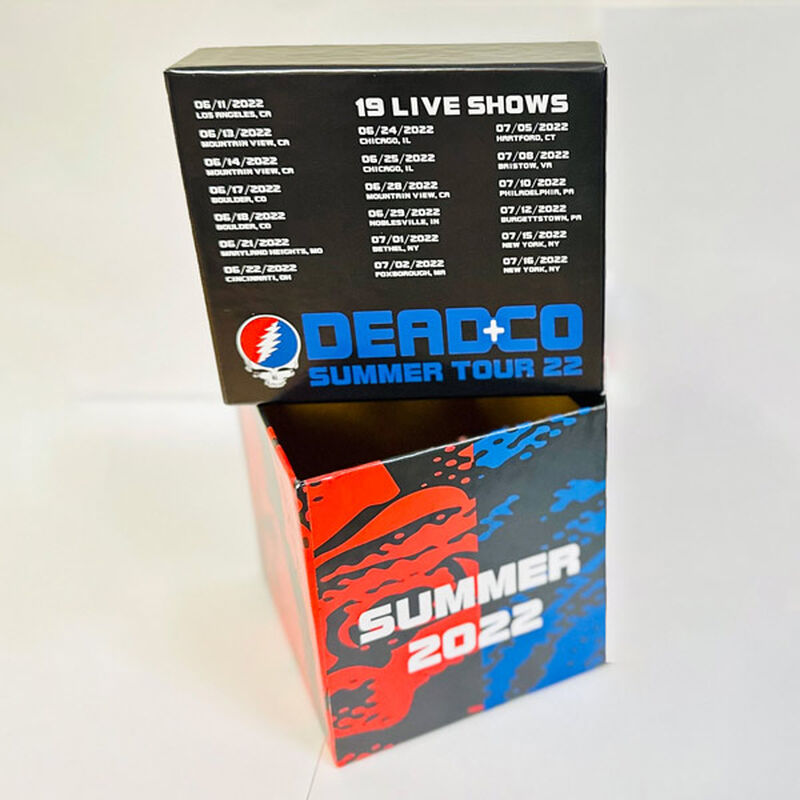 19 LIVE SHOWS
06/11/2022
LOS ANGELES, CA
06/13/2022
MOUNTAIN VIEW, CA
06/14/2022
MOUNTAIN VIEW, CA
06/17/2022
BOULDER, CO
06/18/2022
BOULDER, CO
06/21/2022
MARYLAND HEIGHTS, MO
06/22/2022
CINCINNATI, OH
06/24/2022
CHICAGO, IL
06/25/2022
CHICAGO, IL
06/28/2022
MOUNTAIN VIEW, CA
06/29/2022
NOBLESVILLE, IN
07/01/2022
BETHEL, NY
07/02/2022
FOXBOROUGH, MA
07/05/2022
HARTFORD, CT
07/08/2022
BRISTOW, VA
07/10/2022
PHILADELPHIA, PA
07/12/2022
BURGETTSTOWN, PA
07/15/2022
NEW YORK, NY
07/16/2022
NEW YORK, NY
DEAD+CO
SUMMER TOUR 22
SUMMER
2022